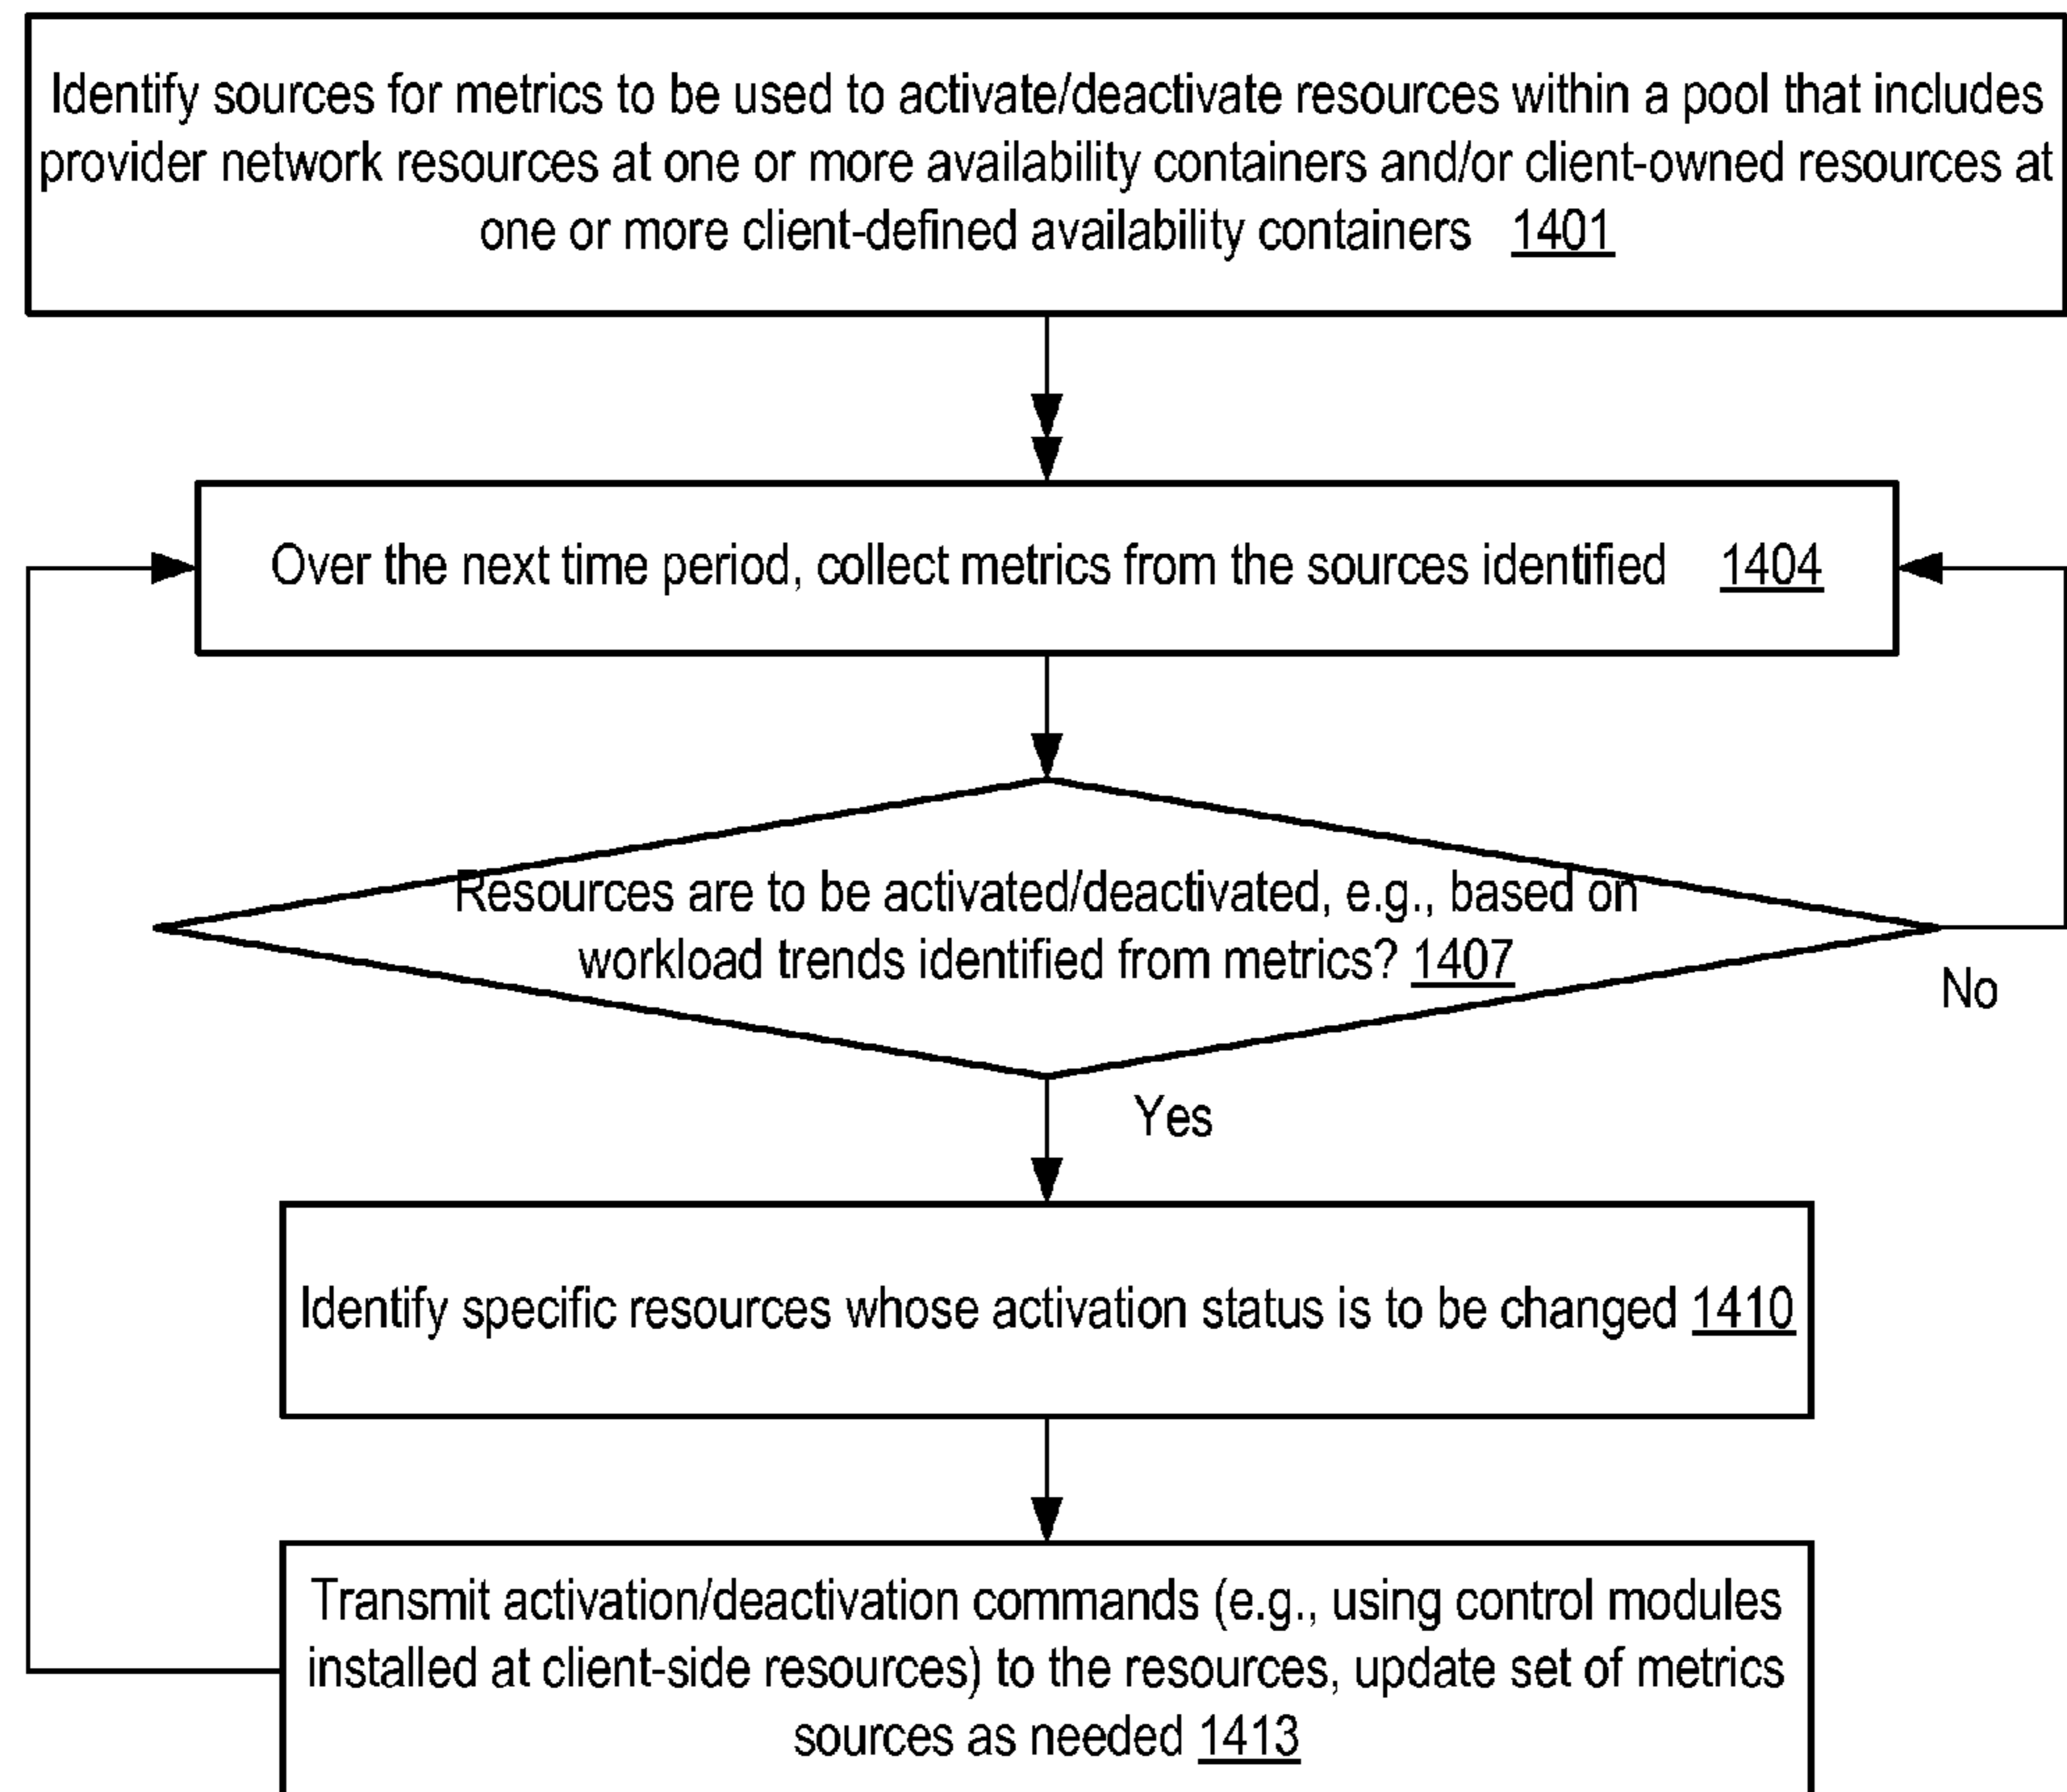 Identify sources for metrics to be used to activate/deactivate resources within a pool that includes
provider network resources at one or more availability containers and/or client-owned resources at
one or more client-defined availability containers 1401
Over the next time period, collect metrics from the sources identified 1404
Resources are to be activated/deactivated, e.g., based on
workload trends identified from metrics? 1407
No
Yes
Identify specific resources whose activation status is to be changed 1410
Transmit activation/deactivation commands (e.g., using control modules
installed at client-side resources) to the resources, update set of metrics
sources as needed 1413